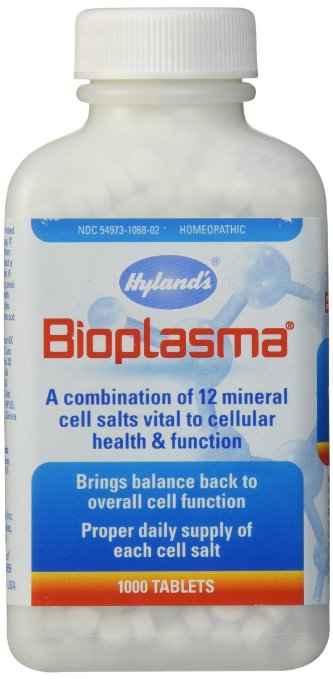 NDC 54973-1068-02 · HOMEOPATHIC
Hyland's®
Bioplasma®
A combination of 12 mineral
cell salts vital to cellular
health & function
Brings balance back to
overall cell function
Proper daily supply of
each cell salt
1000 TABLETS
USA